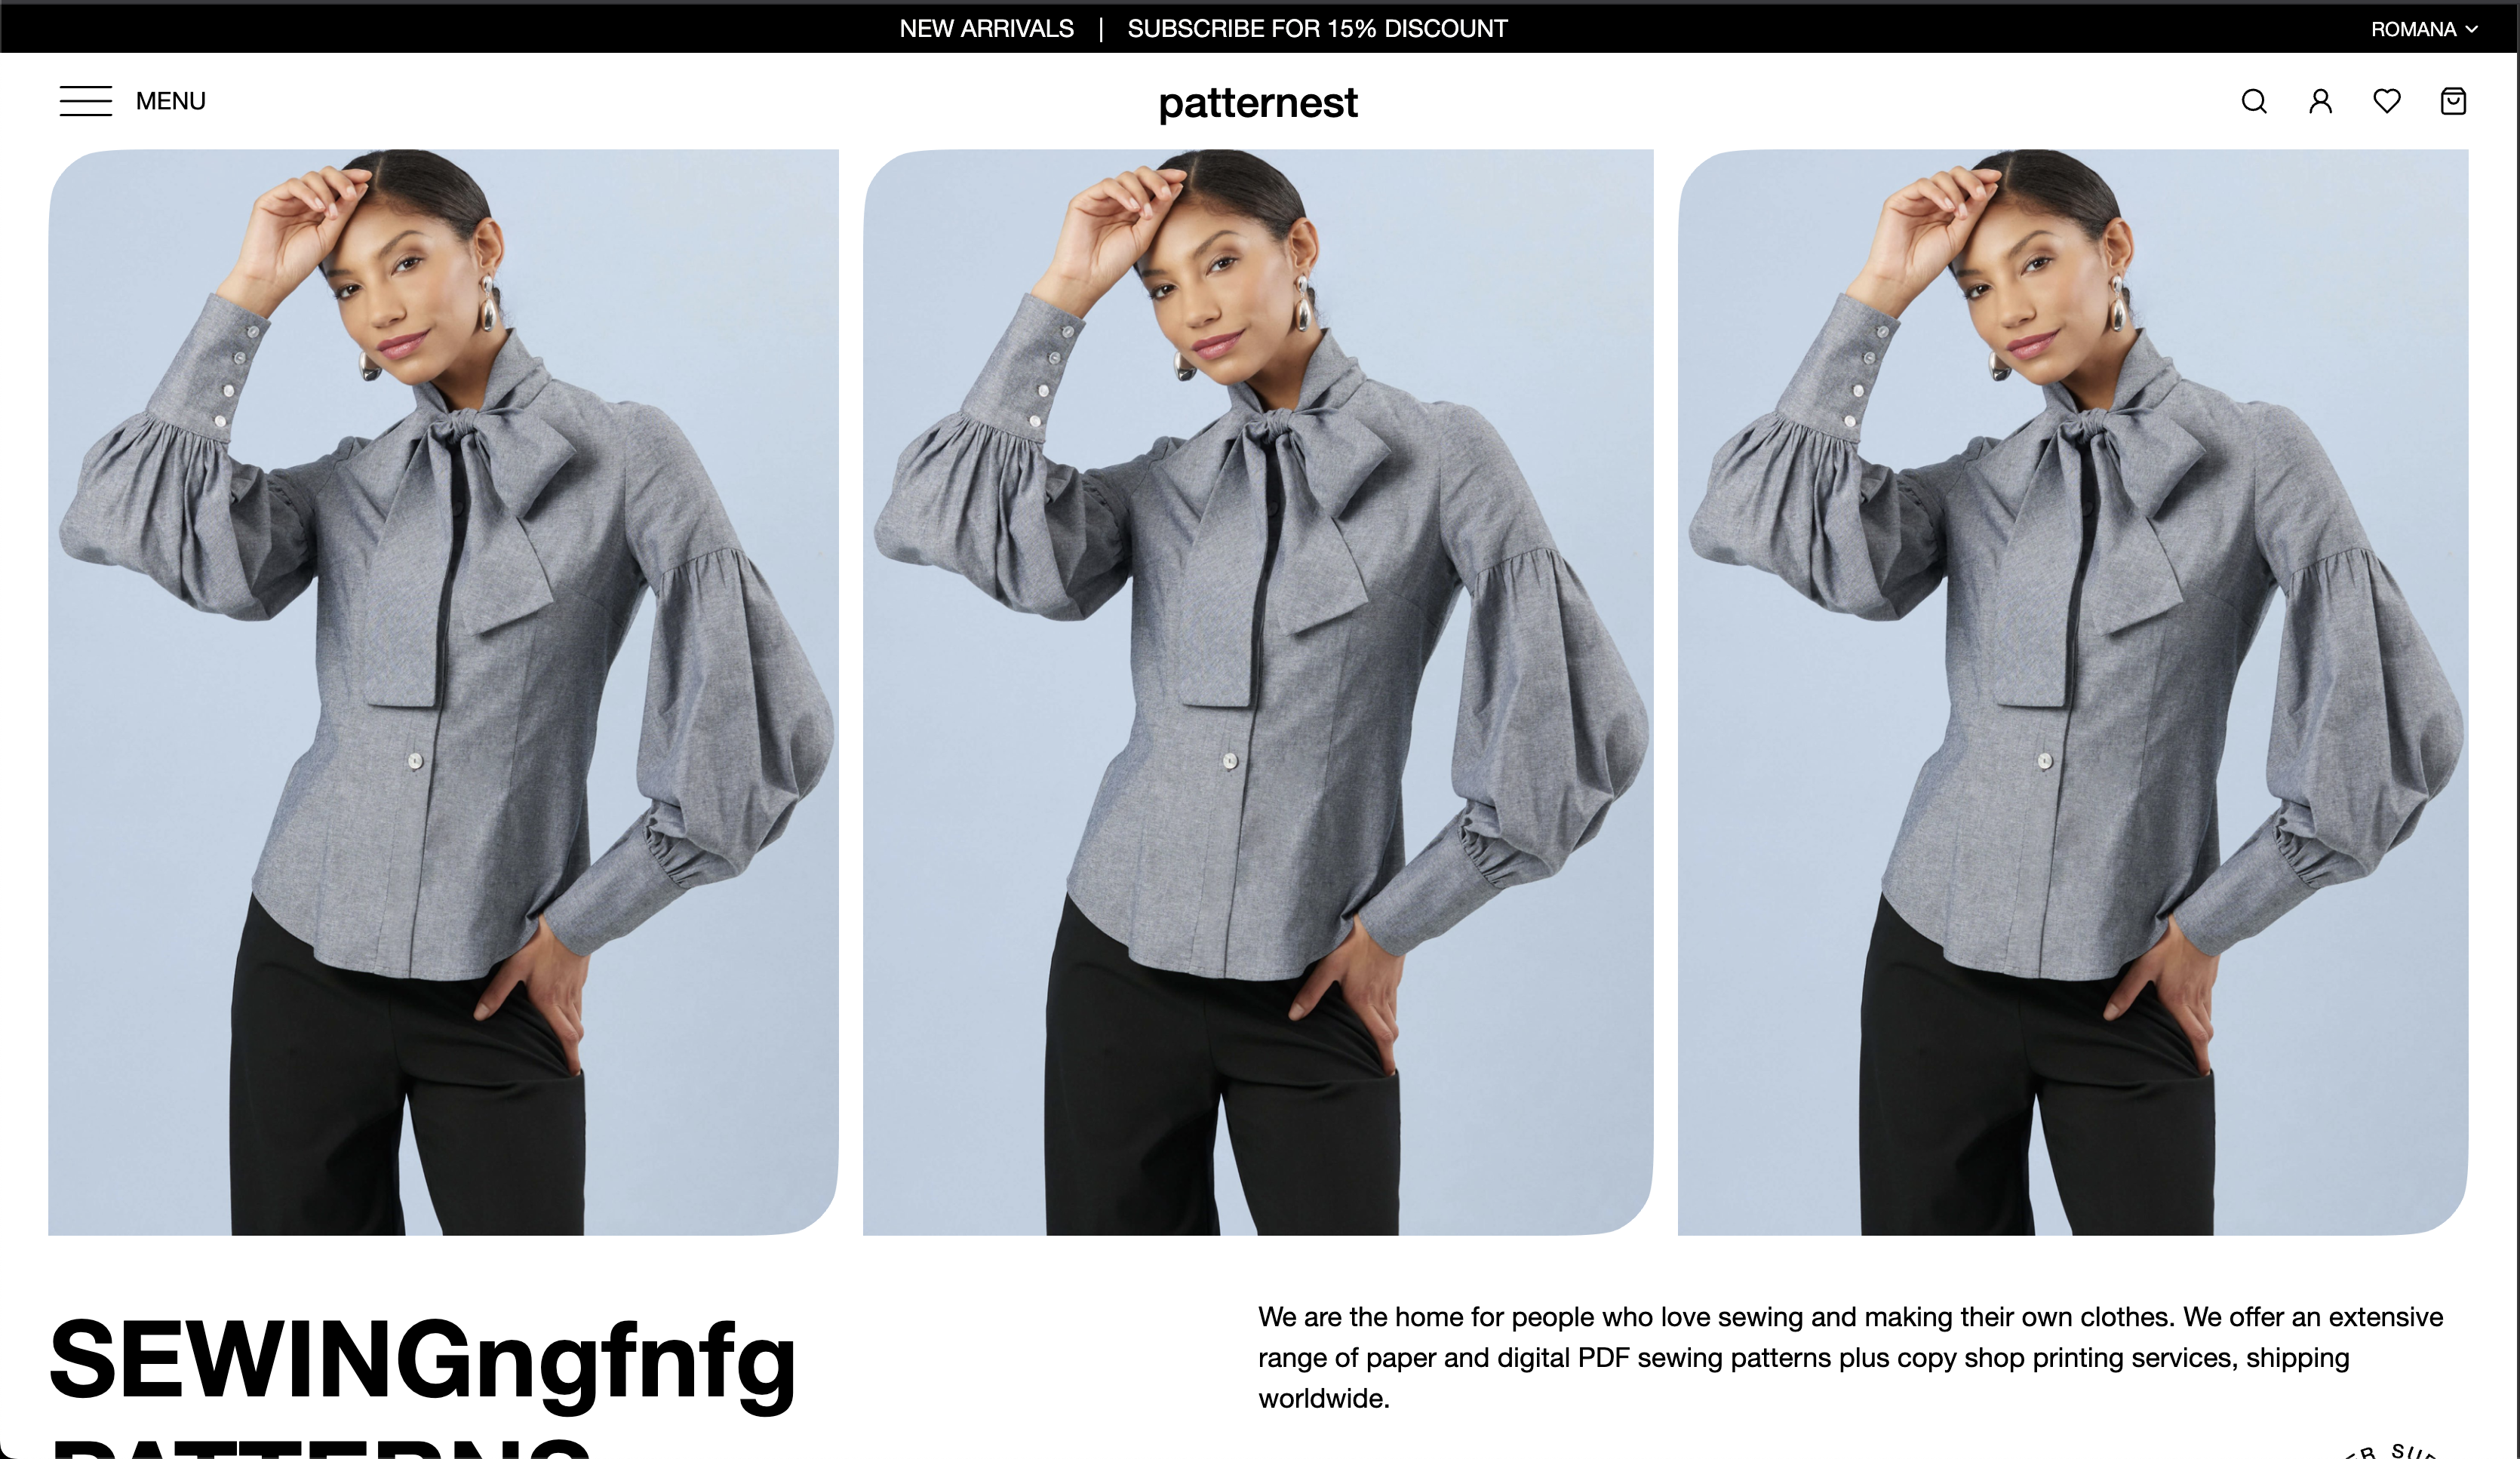 NEW ARRIVALS | SUBSCRIBE FOR 15% DISCOUNT
ROMANA
MENU
patternest
SEWINGngfnfg
PATTERNS
We are the home for people who love sewing and making their own clothes. We offer an extensive
range of paper and digital PDF sewing patterns plus copy shop printing services, shipping
worldwide.